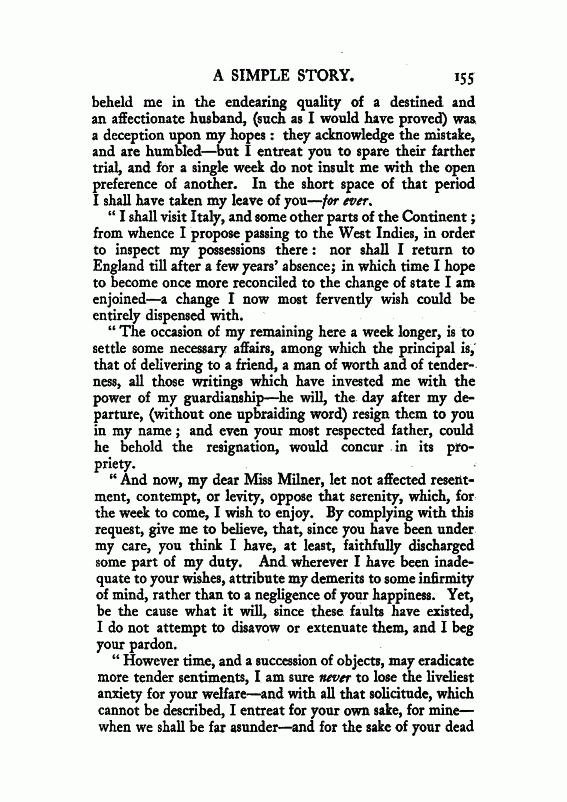 A SIMPLE STORY. 155
beheld me in the endearing quality of a destined and
an affectionate husband, (such as I would have proved) was
a deception upon my hopes : they acknowledge the mistake,
and are humbled—but I entreat you to spare their farther
trial, and for a single week do not insult me with the open
preference of another. In the short space of that period
I shall have taken my leave of you—for ever.
“ I shall visit Italy, and some other parts of the Continent ;
from whence I propose passing to the West Indies, in order
to inspect my possessions there : nor shall I return to
England till after a few years’ absence; in which time I hope
to become once more reconciled to the change of state I am
enjoined—a change I now most fervently wish could be
entirely dispensed with.
“ The occasion of my remaining here a week longer, is to
settle some necessary affairs, among which the principal is,
that of delivering to a friend, a man of worth and of tender-
ness, all those writings which have invested me with the
power of my guardianship—he will, the day after my de-
parture, (without one upbraiding word) resign them to you
in my name ; and even your most respected father, could
he behold the resignation, would concur in its pro-
priety.
“ And now, my dear Miss Milner, let not affected resent-
ment, contempt, or levity, oppose that serenity, which, for
the week to come, I wish to enjoy. By complying with this
request, give me to believe, that, since you have been under
my care, you think I have, at least, faithfully discharged
some part of my duty. And wherever I have been inade-
quate to your wishes, attribute my demerits to some infirmity
of mind, rather than to a negligence of your happiness. Yet,
be the cause what it will, since these faults have existed,
I do not attempt to disavow or extenuate them, and I beg
your pardon.
“ However time, and a succession of objects, may eradicate
more tender sentiments, I am sure never to lose the liveliest
anxiety for your welfare—and with all that solicitude, which
cannot be described, I entreat for your own sake, for mine—
when we shall be far asunder—and for the sake of your dead